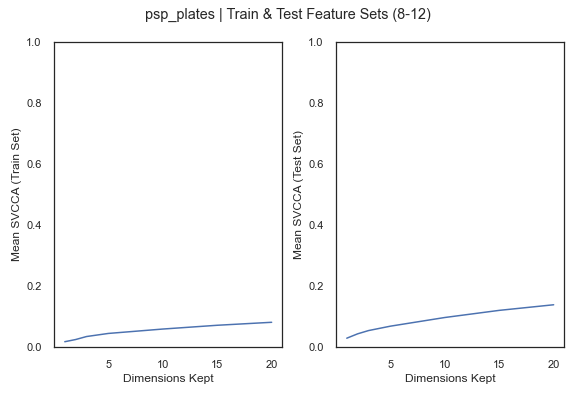 psp_plates | Train & Test Feature Sets (8-12)
Mean SVCCA (Train Set)
1.0
0.8
0.6
0.4
0.2
0.0
5 10 15 20
Dimensions Kept
Mean SVCCA (Test Set)
1.0
0.8
0.6
0.4
0.2
0.0
5 10 15 20
Dimensions Kept